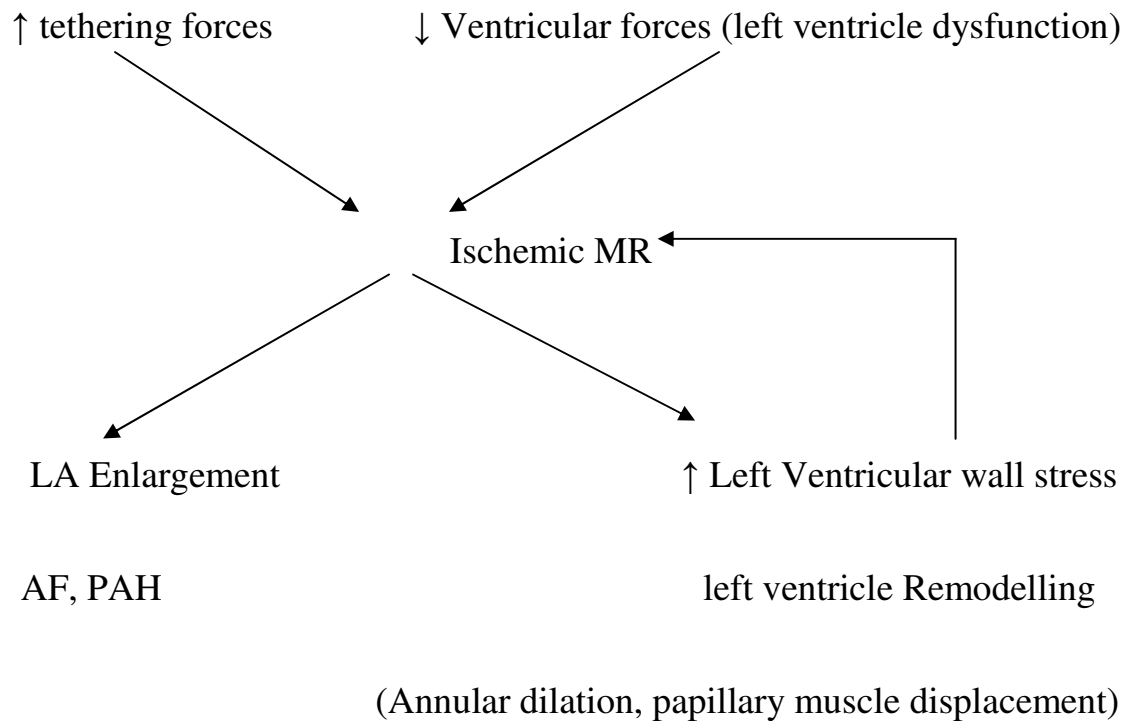 ↑ tethering forces ↓ Ventricular forces (left ventricle dysfunction)
Ischemic MR
LA Enlargement ↑ Left Ventricular wall stress
AF, PAH left ventricle Remodelling
(Annular dilation, papillary muscle displacement)